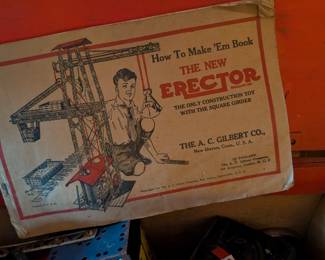 How To Make 'Em Book
THE NEW
ERECTOR
THE ONLY CONSTRUCTION TOY
WITH THE SQUARE GIRDER
THE A. C. GILBERT CO.,
New Haven, Conn., U. S. A.